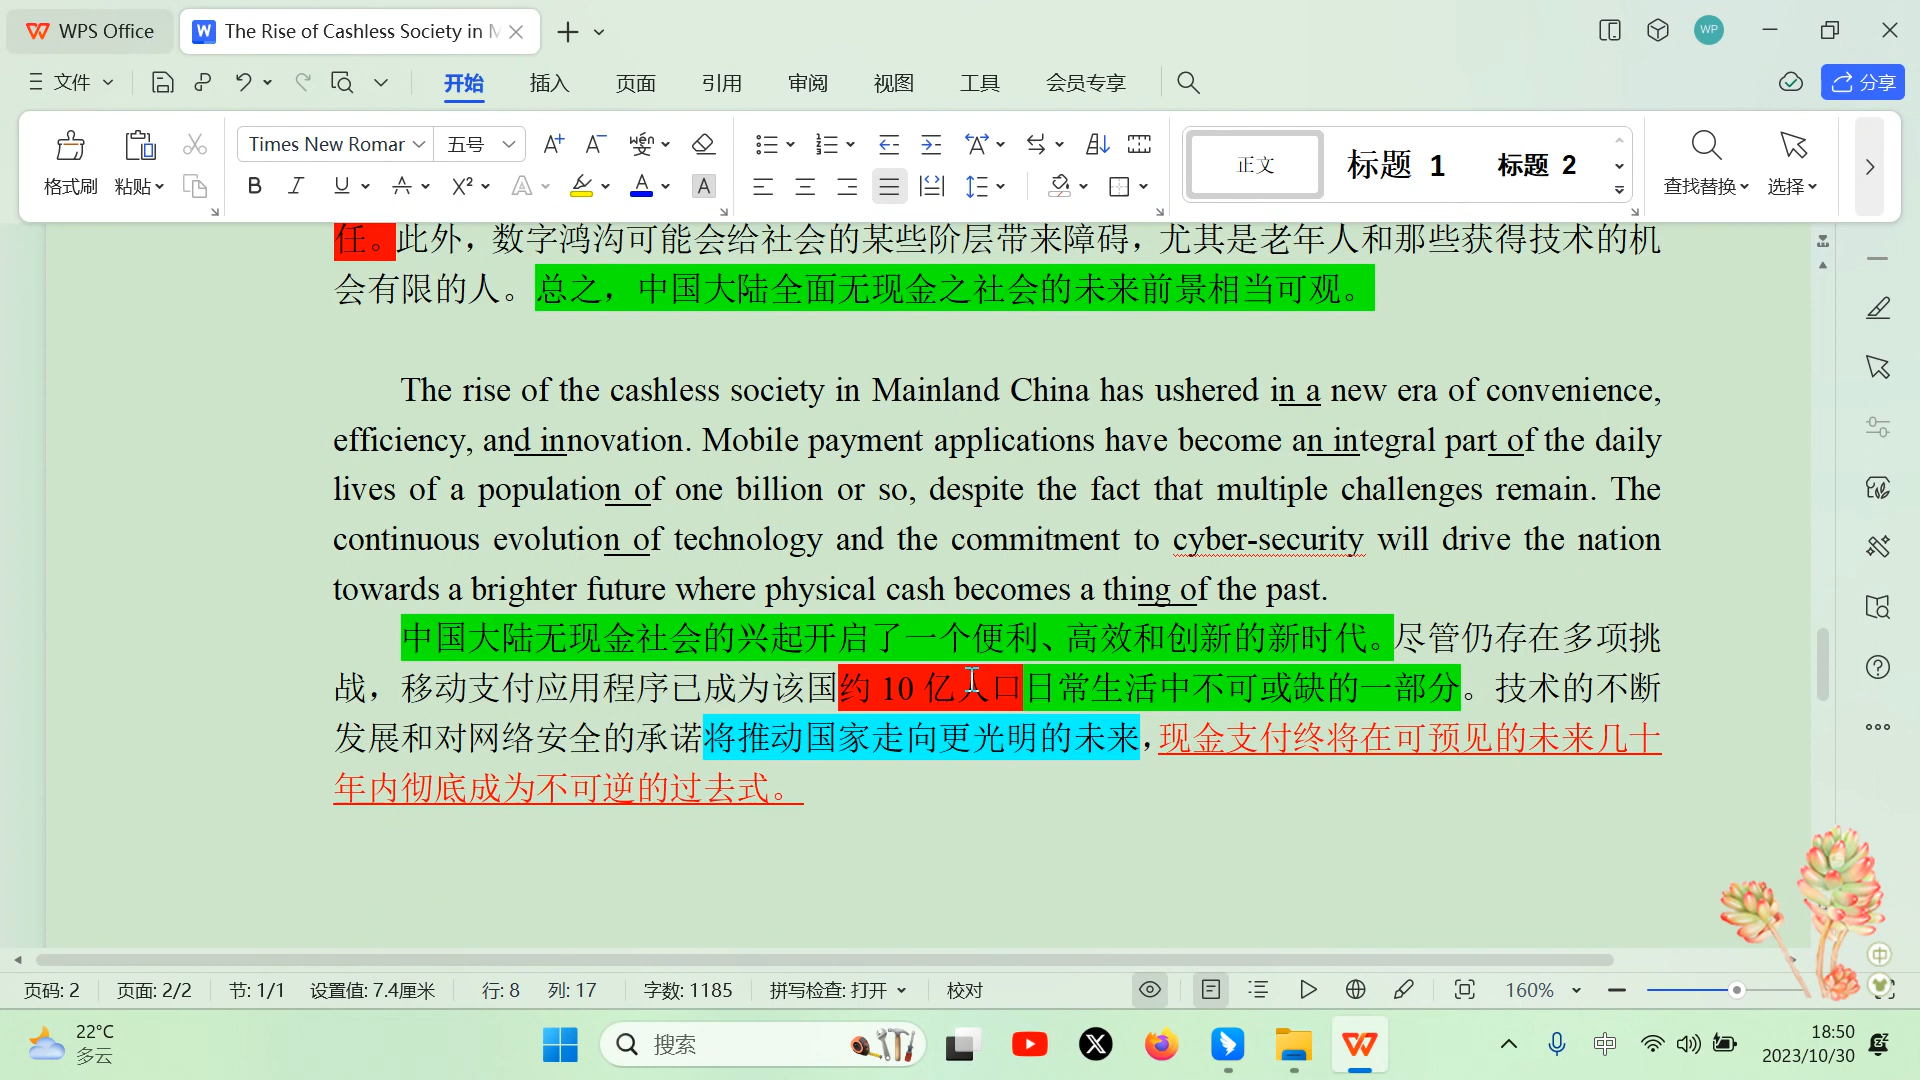 WPS Office
The Rise of Cashless Society in M
WP
文件
开始 插入 页面 引用 审阅 视图 工具 会员专享
分享
格式刷
粘贴
Times New Romar
五号
正文
标题 1
标题 2
查找替换
选择
任。此外，数字鸿沟可能会给社会的某些阶层带来障碍，尤其是老年人和那些获得技术的机
会有限的人。总之，中国大陆全面无现金之社会的未来前景相当可观。
The rise of the cashless society in Mainland China has ushered in a new era of convenience,
efficiency, and innovation. Mobile payment applications have become an integral part of the daily
lives of a population of one billion or so, despite the fact that multiple challenges remain. The
continuous evolution of technology and the commitment to cyber-security will drive the nation
towards a brighter future where physical cash becomes a thing of the past.
中国大陆无现金社会的兴起开启了一个便利、高效和创新的新时代。尽管仍存在多项挑
战，移动支付应用程序已成为该国约 10 亿人口日常生活中不可或缺的一部分。技术的不断
发展和对网络安全的承诺将推动国家走向更光明的未来，现金支付终将在可预见的未来几十
年内彻底成为不可逆的过去式。
页码: 2 页面: 2/2 节: 1/1 设置值: 7.4厘米 行: 8 列: 17 字数: 1185 拼写检查: 打开 校对
160%
22°C
多云
搜索
中
18:50
2023/10/30